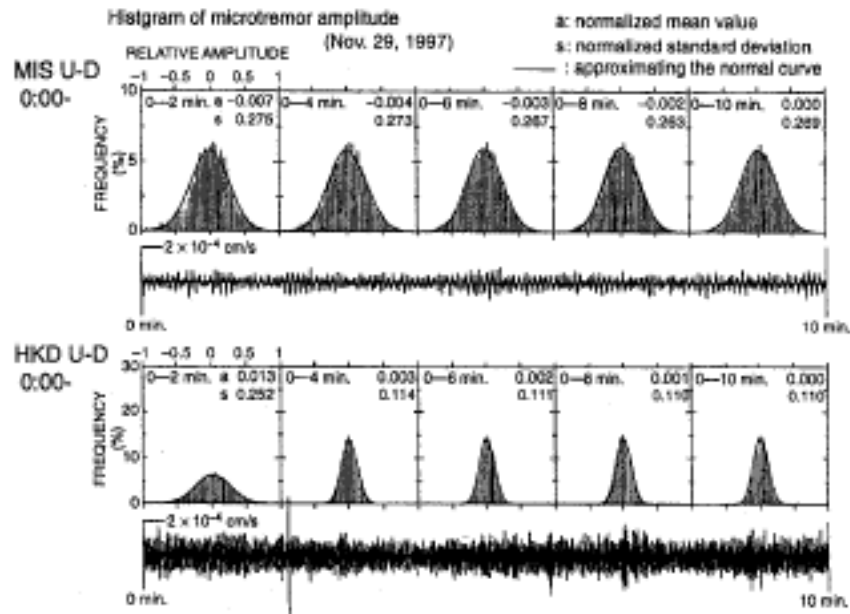 Histgram of microtremor amplitude
(Nov. 29, 1997)
a: normalized mean value
s: normalized standard deviation
— : approximating the normal curve
RELATIVE AMPLITUDE
MIS U-D
0:00-
-1 -0.5 0 0.5 1
10
5
0
FREQUENCY
(%)
0—2 min. a -0.007
s 0.275
0—4 min. -0.004
0.273
0—6 min. -0.003
0.267
0—8 min. -0.002
0.263
0—10 min. 0.000
0.269
2 × 10⁻⁴ cm/s
0 min. 10 min.
HKD U-D
0:00-
-1 -0.5 0 0.5 1
30
20
10
0
FREQUENCY
(%)
0—2 min. a 0.013
s 0.252
0—4 min. 0.003
0.114
0—6 min. 0.002
0.111
0—8 min. 0.001
0.110
0—10 min. 0.000
0.110
2 × 10⁻⁴ cm/s
0 min. 10 min.